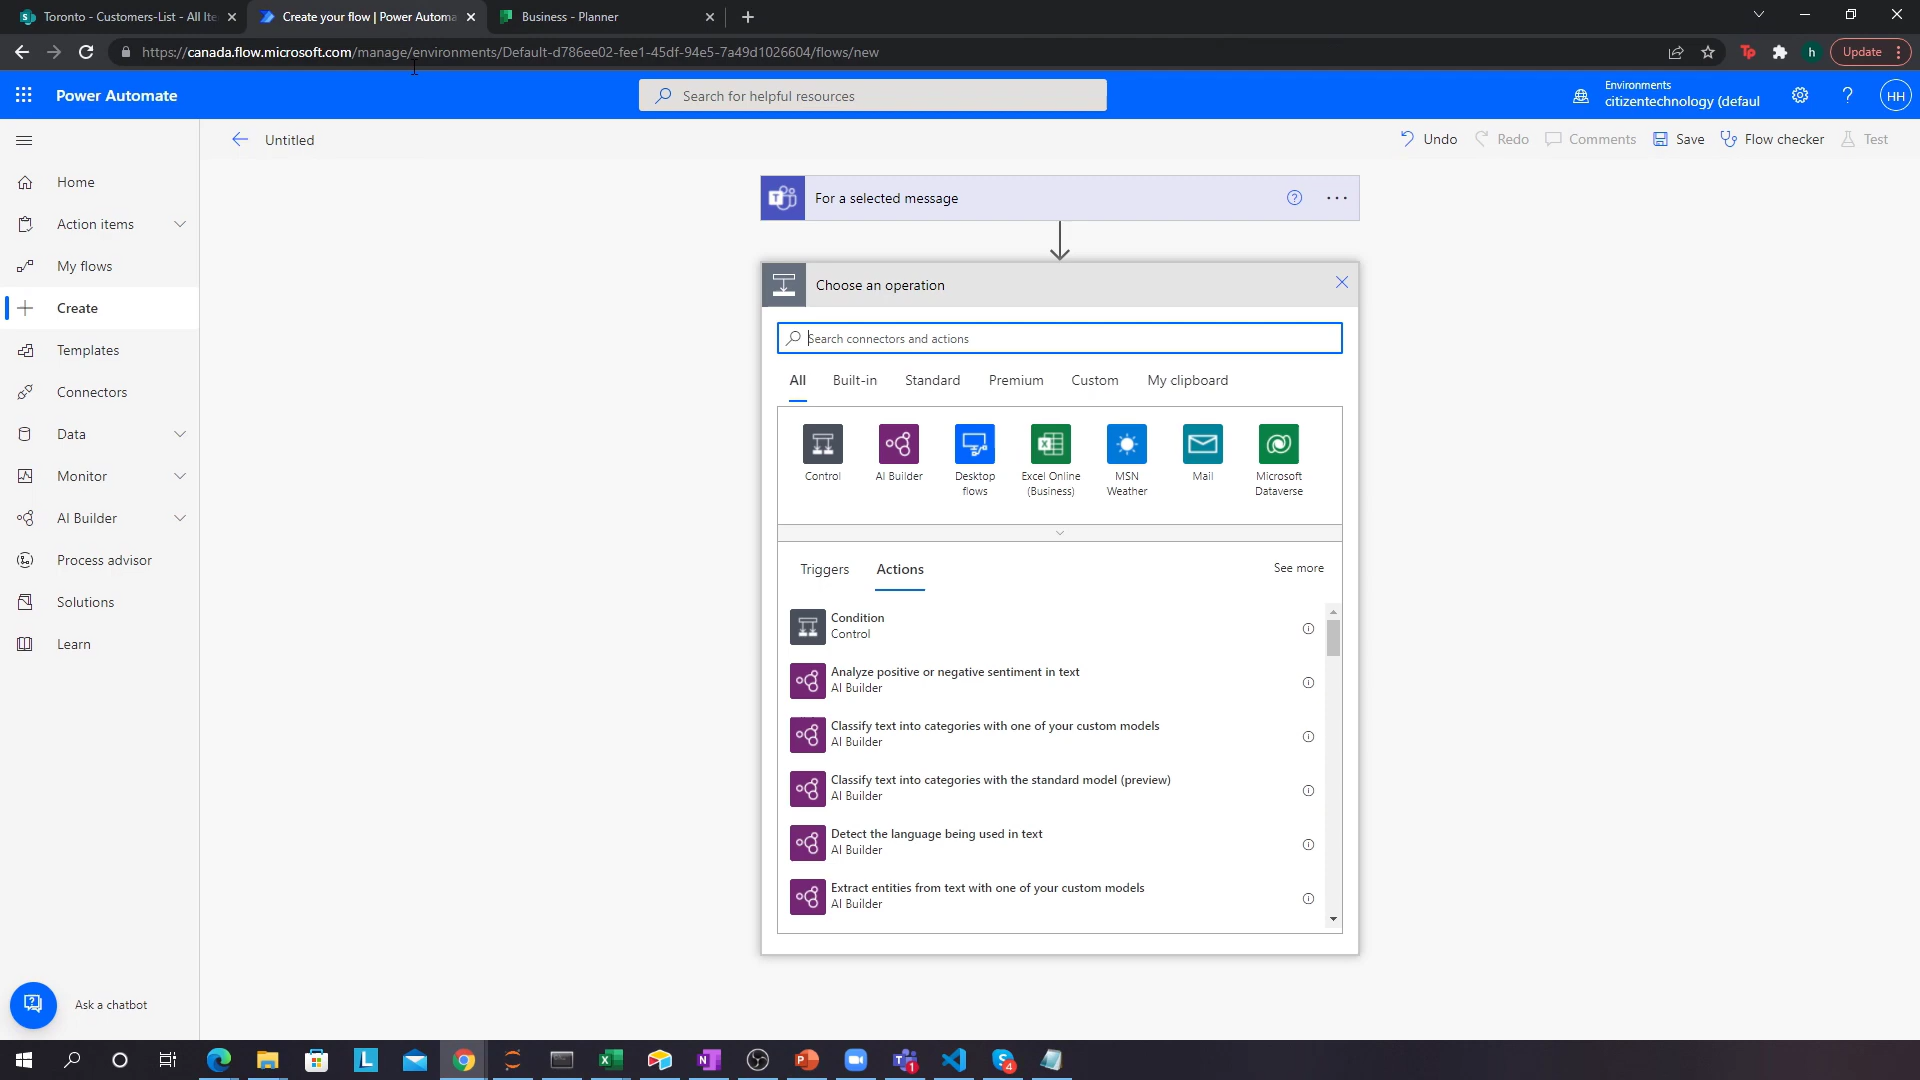 Toronto - Customers-List - All Ite
Create your flow | Power Automa
Business - Planner
https://canada.flow.microsoft.com/manage/environments/Default-d786ee02-fee1-45df-94e5-7a49d1026604/flows/new
h
Update
Power Automate
Search for helpful resources
Environments
citizentechnology (defaul
?
HH
Untitled
Undo
Redo
Comments
Save
Flow checker
Test
Home
Action items
My flows
Create
Templates
Connectors
Data
Monitor
AI Builder
Process advisor
Solutions
Learn
Ask a chatbot
For a selected message
Choose an operation
Search connectors and actions
All
Built-in
Standard
Premium
Custom
My clipboard
Control
AI Builder
Desktop
flows
Excel Online
(Business)
MSN
Weather
Mail
Microsoft
Dataverse
Triggers
Actions
See more
Condition
Control
Analyze positive or negative sentiment in text
AI Builder
Classify text into categories with one of your custom models
AI Builder
Classify text into categories with the standard model (preview)
AI Builder
Detect the language being used in text
AI Builder
Extract entities from text with one of your custom models
AI Builder